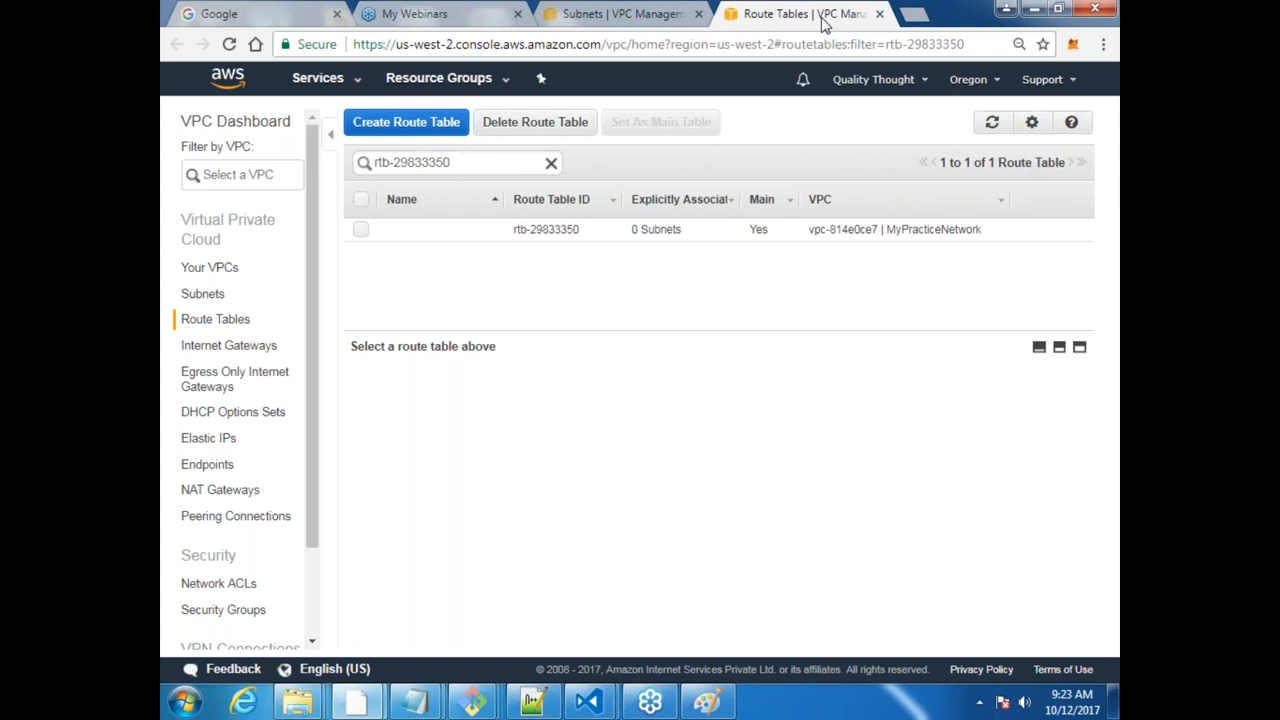 Google
My Webinars
Subnets | VPC Managem
Route Tables | VPC Mana
Secure
https://us-west-2.console.aws.amazon.com/vpc/home?region=us-west-2#routetables:filter=rtb-29833350
aws
Services
Resource Groups
Quality Thought
Oregon
Support
VPC Dashboard
Filter by VPC:
Select a VPC
Virtual Private
Cloud
Your VPCs
Subnets
Route Tables
Internet Gateways
Egress Only Internet
Gateways
DHCP Options Sets
Elastic IPs
Endpoints
NAT Gateways
Peering Connections
Security
Network ACLs
Security Groups
VPN Connections
Create Route Table
Delete Route Table
Set As Main Table
rtb-29833350
1 to 1 of 1 Route Table
Name
Route Table ID
Explicitly Associat
Main
VPC
rtb-29833350
0 Subnets
Yes
vpc-814e0ce7 | MyPracticeNetwork
Select a route table above
Feedback
English (US)
© 2008 - 2017, Amazon Internet Services Private Ltd. or its affiliates. All rights reserved.
Privacy Policy
Terms of Use
9:23 AM
10/12/2017